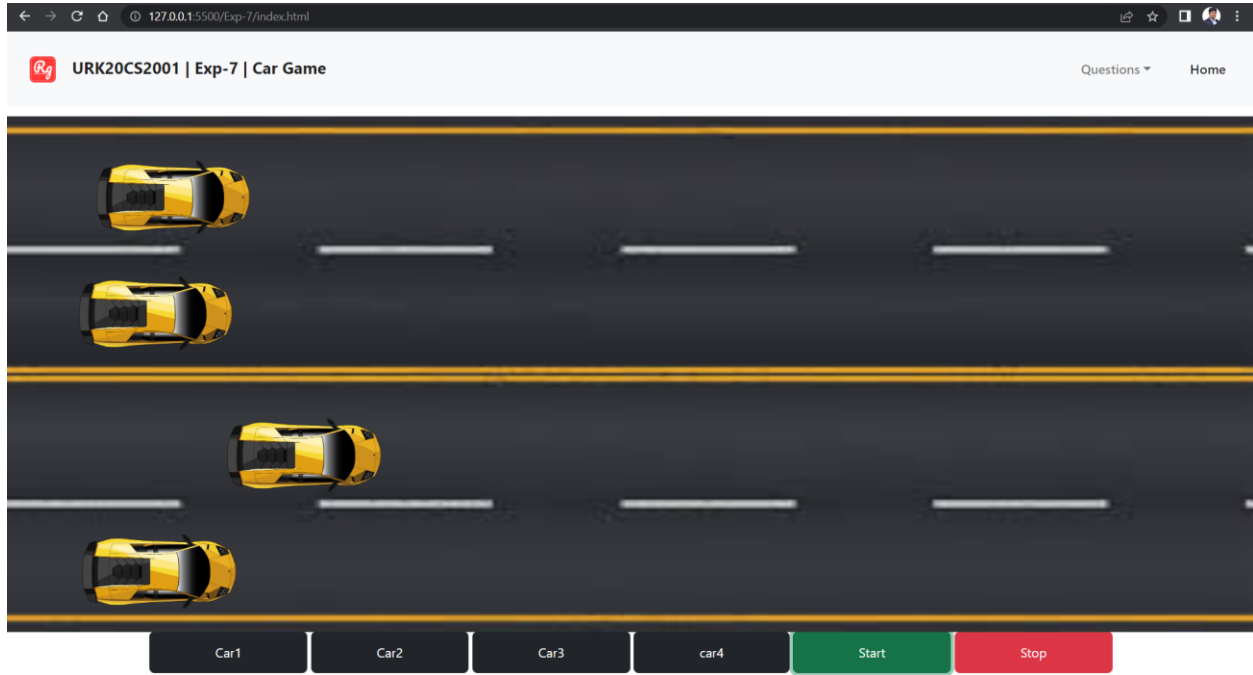 127.0.0.1:5500/Exp-7/index.html
Rg URK20CS2001 | Exp-7 | Car Game Questions Home
Car1 Car2 Car3 car4 Start Stop